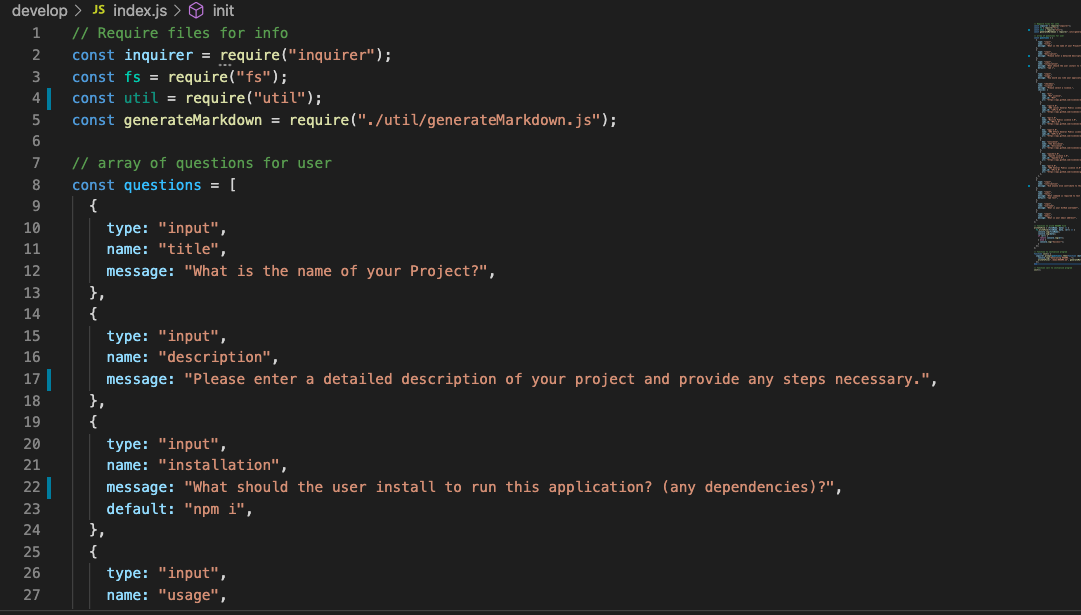 develop > JS index.js > init
1 // Require files for info
2 const inquirer = require("inquirer");
3 const fs = require("fs");
4 const util = require("util");
5 const generateMarkdown = require("./util/generateMarkdown.js");
6
7 // array of questions for user
8 const questions = [
9 {
10 type: "input",
11 name: "title",
12 message: "What is the name of your Project?",
13 },
14 {
15 type: "input",
16 name: "description",
17 message: "Please enter a detailed description of your project and provide any steps necessary.",
18 },
19 {
20 type: "input",
21 name: "installation",
22 message: "What should the user install to run this application? (any dependencies)?",
23 default: "npm i",
24 },
25 {
26 type: "input",
27 name: "usage",